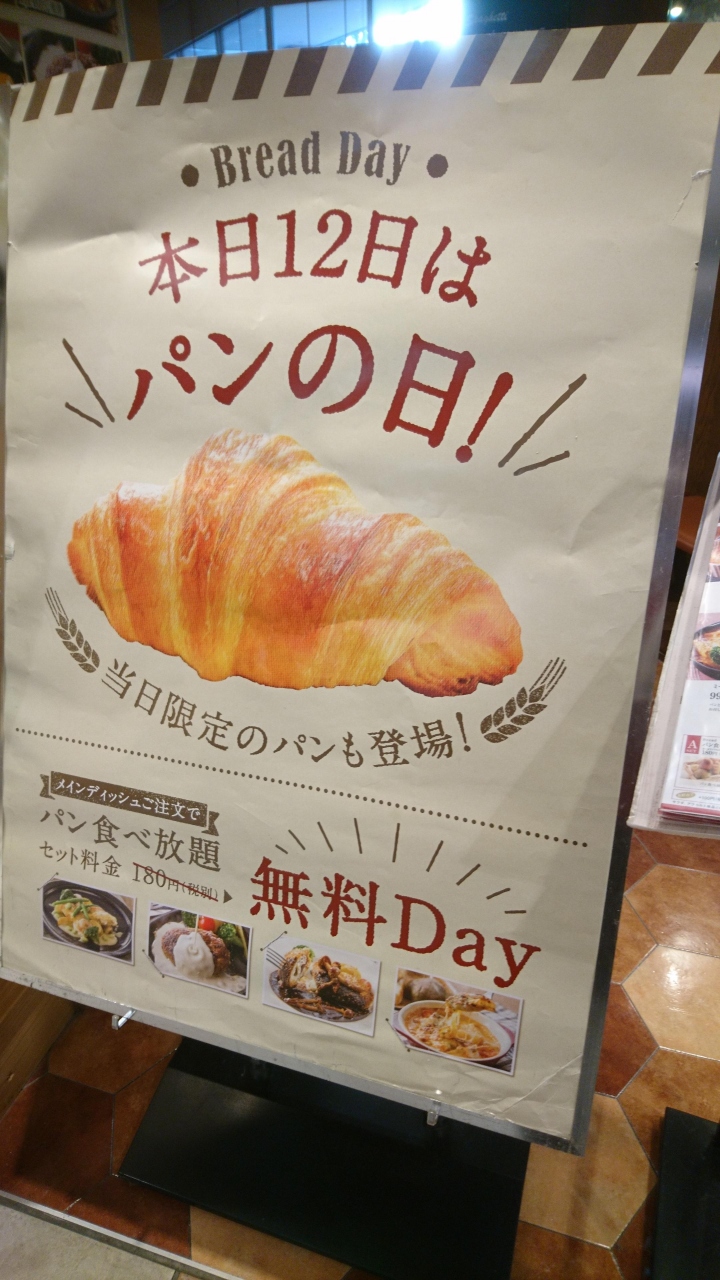 ● Bread Day ●
本日12日は
パンの日!
当日限定のパンも登場!
メインディッシュご注文で
パン食べ放題
セット料金 180円(税別)
無料Day
99
A